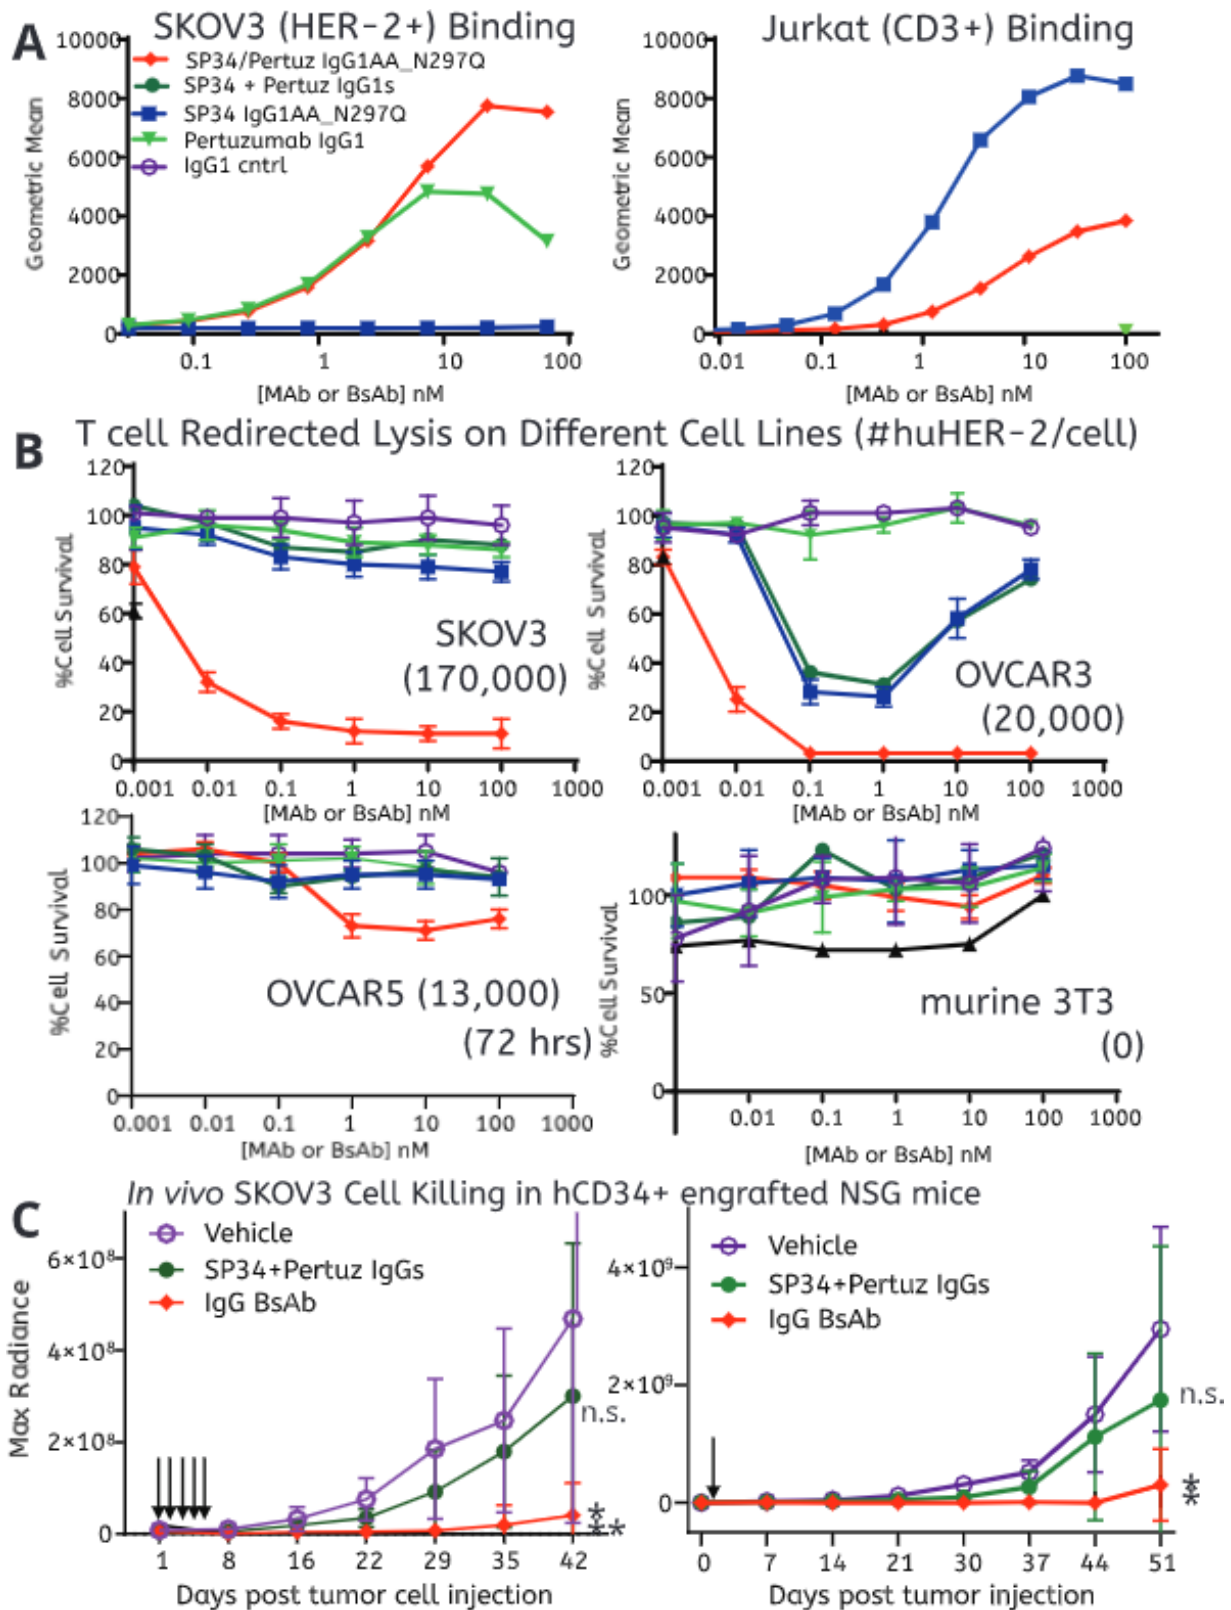 A
SKOV3 (HER-2+) Binding
Jurkat (CD3+) Binding
10000
8000
6000
4000
2000
0
Geometric Mean
SP34/Pertuz IgG1AA_N297Q
SP34 + Pertuz IgG1s
SP34 IgG1AA_N297Q
Pertuzumab IgG1
IgG1 cntrl
0.1 1 10 100
[MAb or BsAb] nM
10000
8000
6000
4000
2000
0
Geometric Mean
0.01 0.1 1 10 100
[MAb or BsAb] nM
B
T cell Redirected Lysis on Different Cell Lines (#huHER-2/cell)
120
100
80
60
40
20
0
%Cell Survival
SKOV3
(170,000)
0.001 0.01 0.1 1 10 100 1000
[MAb or BsAb] nM
120
100
80
60
40
20
0
%Cell Survival
OVCAR3
(20,000)
0.001 0.01 0.1 1 10 100 1000
[MAb or BsAb] nM
120
100
80
60
40
20
0
%Cell Survival
OVCAR5 (13,000)
(72 hrs)
0.001 0.01 0.1 1 10 100 1000
[MAb or BsAb] nM
100
50
0
%Cell Survival
murine 3T3
(0)
0.01 0.1 1 10 100 1000
[MAb or BsAb] nM
C
In vivo SKOV3 Cell Killing in hCD34+ engrafted NSG mice
6×10⁸
4×10⁸
2×10⁸
0
Max Radiance
Vehicle
SP34+Pertuz IgGs
IgG BsAb
n.s.
***
1 8 16 22 29 35 42
Days post tumor cell injection
4×10⁹
2×10⁹
0
Vehicle
SP34+Pertuz IgGs
IgG BsAb
n.s.
**
0 7 14 21 30 37 44 51
Days post tumor injection